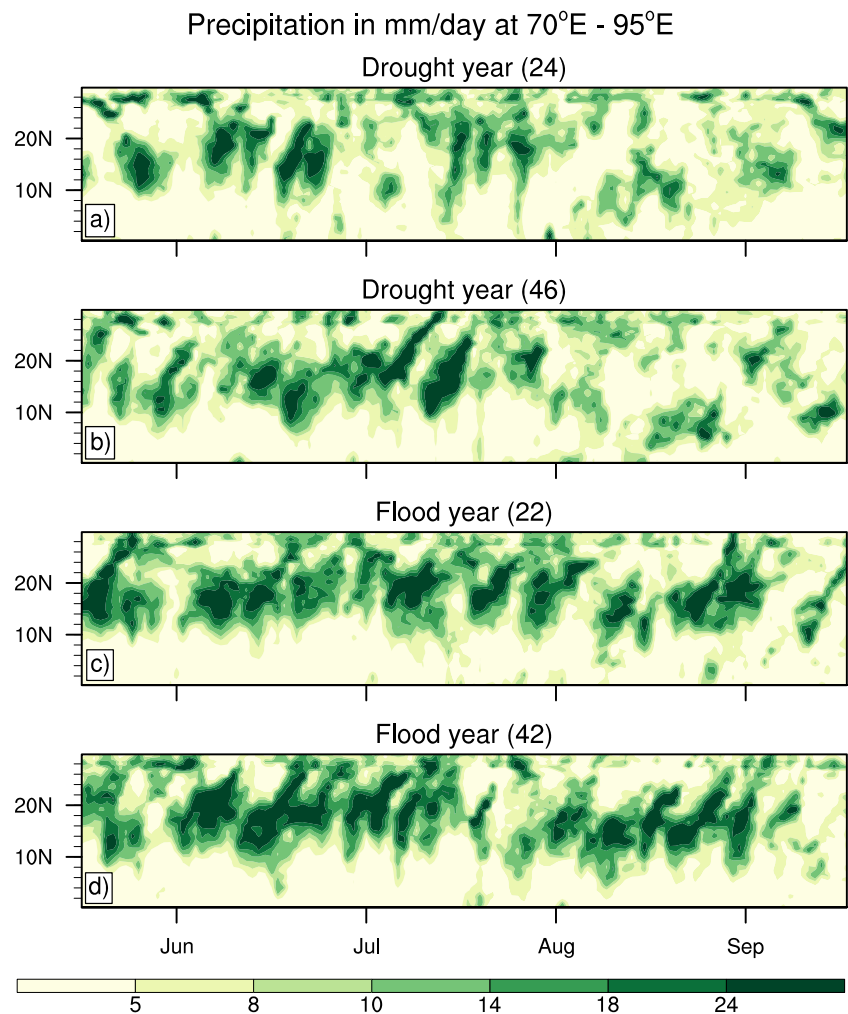 Precipitation in mm/day at 70°E - 95°E
Drought year (24)
20N
10N
a)
Drought year (46)
20N
10N
b)
Flood year (22)
20N
10N
c)
Flood year (42)
20N
10N
d)
Jun Jul Aug Sep
5 8 10 14 18 24